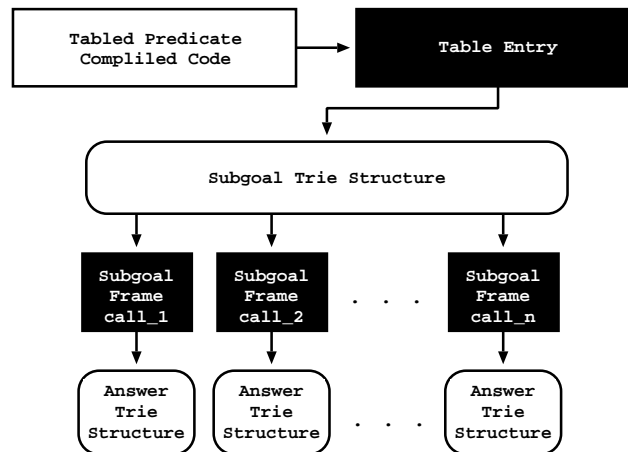 Tabled Predicate
Compliled Code
Table Entry
Subgoal Trie Structure
Subgoal
Frame
call_1
Subgoal
Frame
call_2
. . .
Subgoal
Frame
call_n
Answer
Trie
Structure
Answer
Trie
Structure
. . .
Answer
Trie
Structure